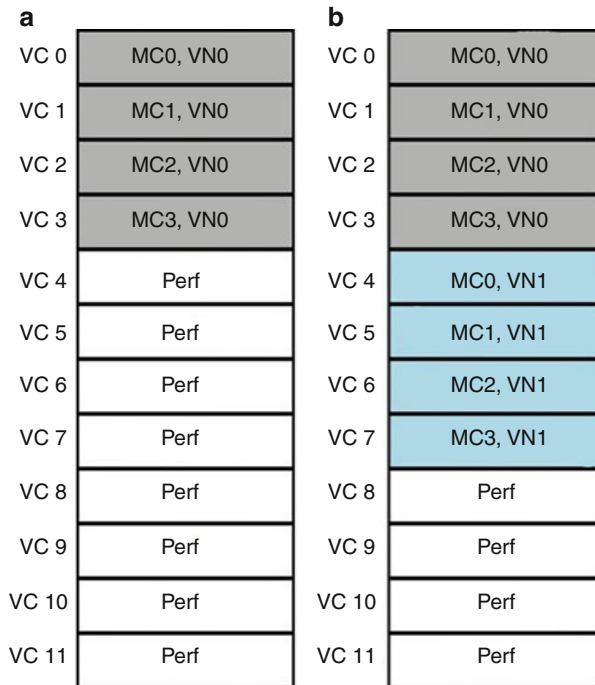 a b
VC 0 MC0, VN0 VC 0 MC0, VN0
VC 1 MC1, VN0 VC 1 MC1, VN0
VC 2 MC2, VN0 VC 2 MC2, VN0
VC 3 MC3, VN0 VC 3 MC3, VN0
VC 4 Perf VC 4 MC0, VN1
VC 5 Perf VC 5 MC1, VN1
VC 6 Perf VC 6 MC2, VN1
VC 7 Perf VC 7 MC3, VN1
VC 8 Perf VC 8 Perf
VC 9 Perf VC 9 Perf
VC 10 Perf VC 10 Perf
VC 11 Perf VC 11 Perf